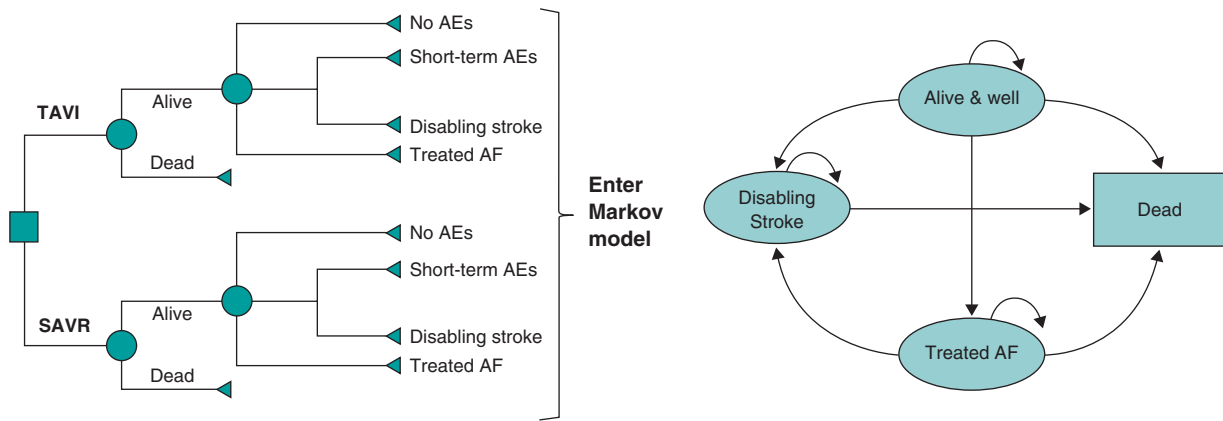 TAVI
Alive
Dead
No AEs
Short-term AEs
Disabling stroke
Treated AF
SAVR
Alive
Dead
No AEs
Short-term AEs
Disabling stroke
Treated AF
Enter
Markov
model
Alive & well
Disabling
Stroke
Dead
Treated AF